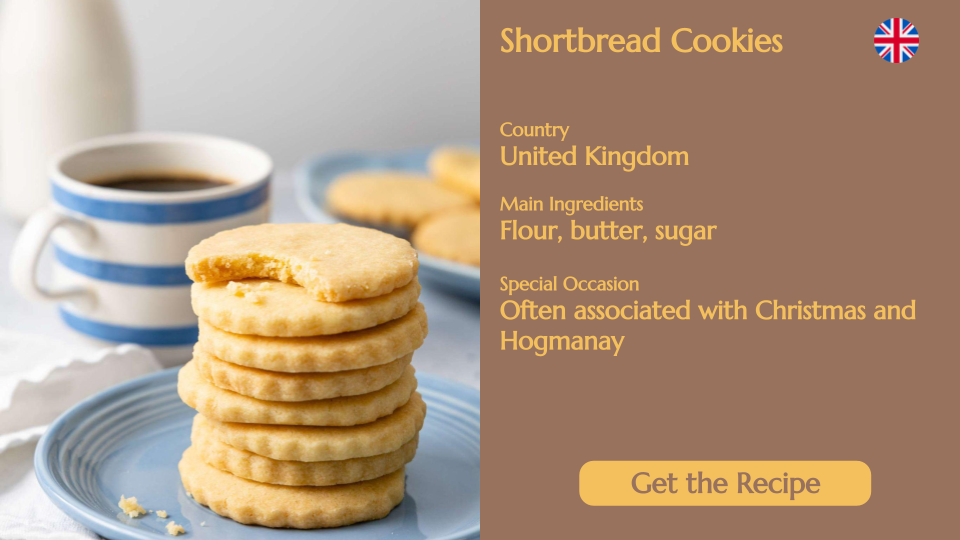 Shortbread Cookies
Country
United Kingdom
Main Ingredients
Flour, butter, sugar
Special Occasion
Often associated with Christmas and
Hogmanay
Get the Recipe